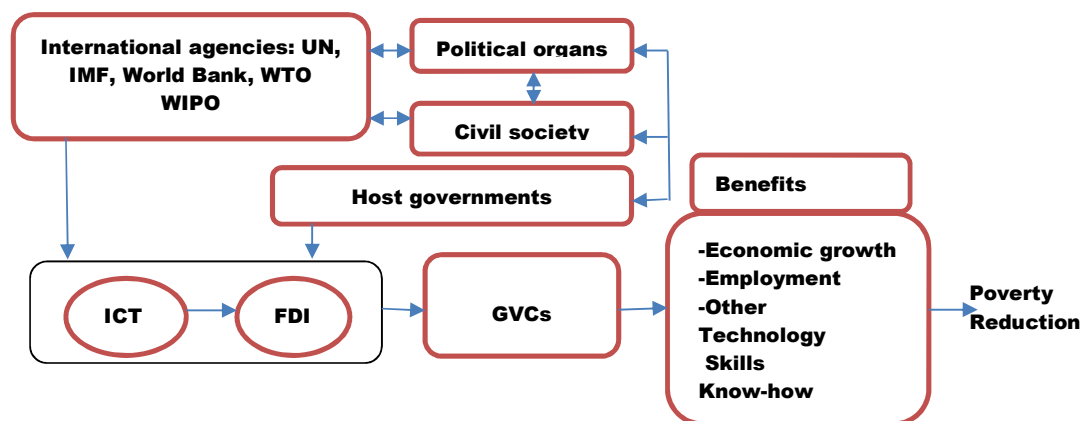 International agencies: UN,
IMF, World Bank, WTO
WIPO
Political organs
Civil society
Host governments
Benefits
ICT
FDI
GVCs
-Economic growth
-Employment
-Other
Technology
Skills
Know-how
Poverty
Reduction